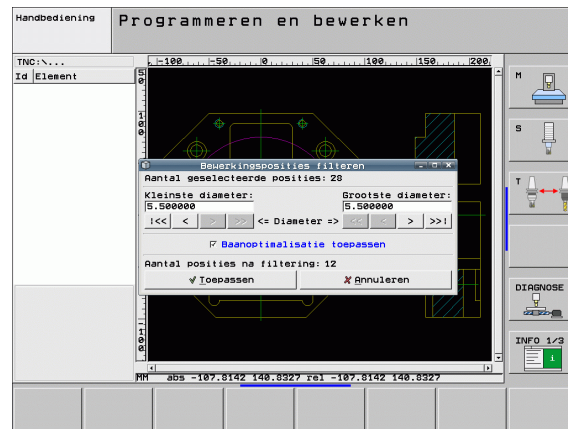 Handbediening
Programmeren en bewerken
TNC:\...
Id Element
-100 -50 0 50 100 150 200
M
S
T
Bewerkingsposities filteren
Aantal geselecteerde posities: 28
Kleinste diameter: Grootste diameter:
5.500000 5.500000
|<< < > >> <= Diameter => << < > >>|
Baanoptimalisatie toepassen
Aantal posities na filtering: 12
Toepassen Annuleren
DIAGNOSE
INFO 1/3
MM abs -107.8142 140.8327 rel -107.8142 140.8327